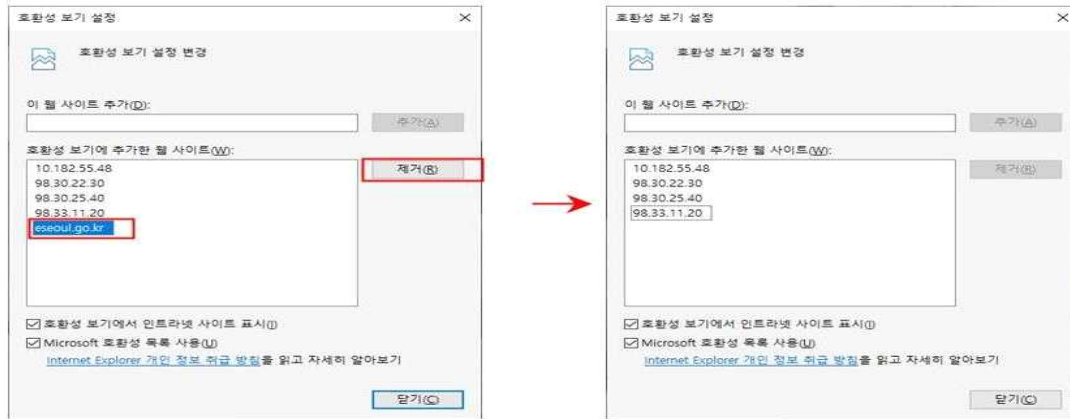 호환성 보기 설정
호환성 보기 설정 변경
이 웹 사이트 추가(D):
추가(A)
호환성 보기에 추가한 웹 사이트(W):
10.182.55.48
98.30.22.30
98.30.25.40
98.33.11.20
eseoul.go.kr
제거(R)
호환성 보기에서 인트라넷 사이트 표시(I)
Microsoft 호환성 목록 사용(U)
Internet Explorer 개인 정보 취급 방침을 읽고 자세히 알아보기
닫기(C)
호환성 보기 설정
호환성 보기 설정 변경
이 웹 사이트 추가(D):
추가(A)
호환성 보기에 추가한 웹 사이트(W):
10.182.55.48
98.30.22.30
98.30.25.40
98.33.11.20
제거(R)
호환성 보기에서 인트라넷 사이트 표시(I)
Microsoft 호환성 목록 사용(U)
Internet Explorer 개인 정보 취급 방침을 읽고 자세히 알아보기
닫기(C)